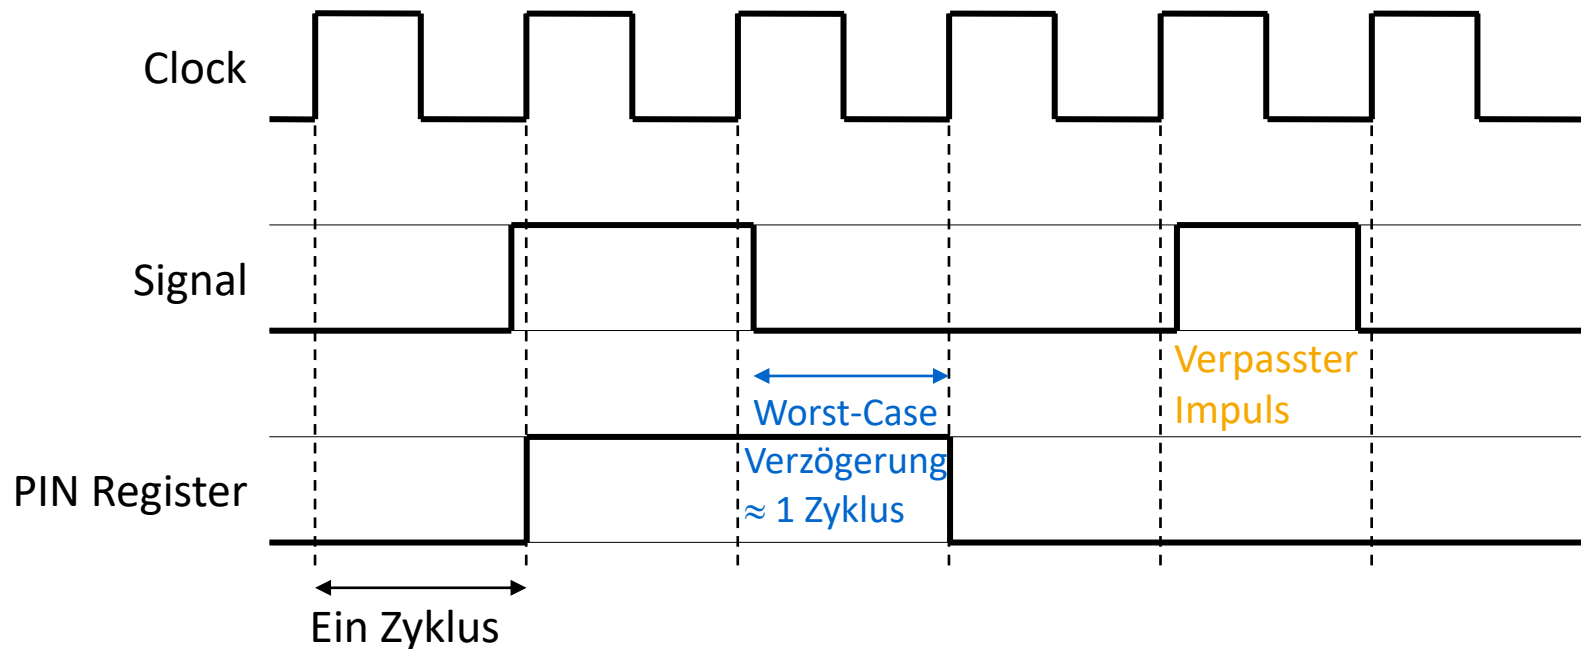 Clock
Signal
Verpasster
Impuls
Worst-Case
Verzögerung
≈ 1 Zyklus
PIN Register
Ein Zyklus